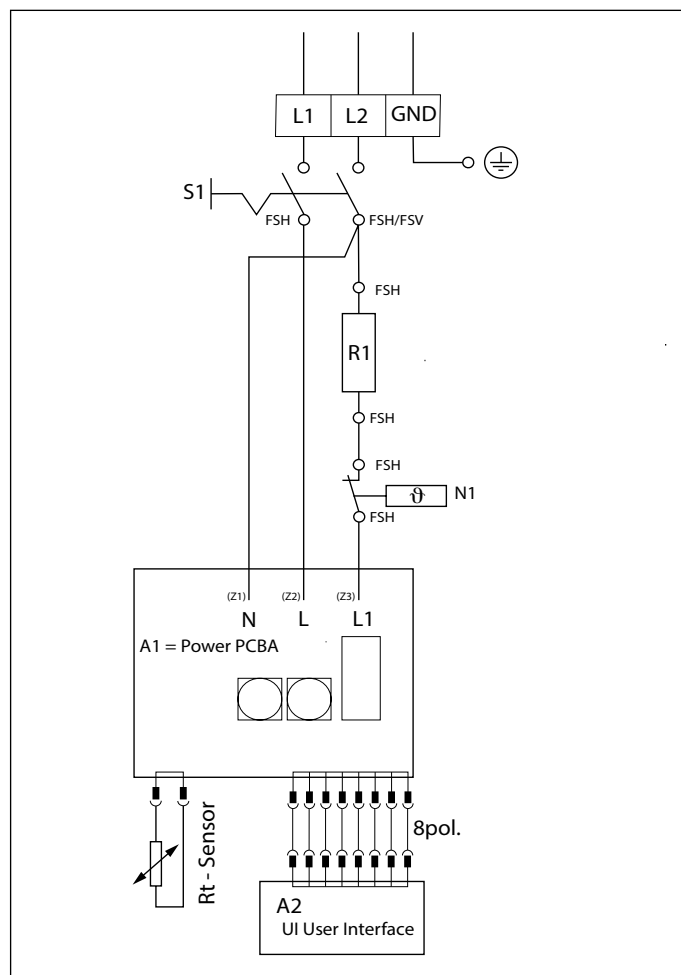 L1 L2 GND
S1
FSH FSH/FSV
FSH
R1
FSH
FSH
ϑ N1
FSH
(Z1) (Z2) (Z3)
N L L1
A1 = Power PCBA
Rt - Sensor
8pol.
A2
UI User Interface